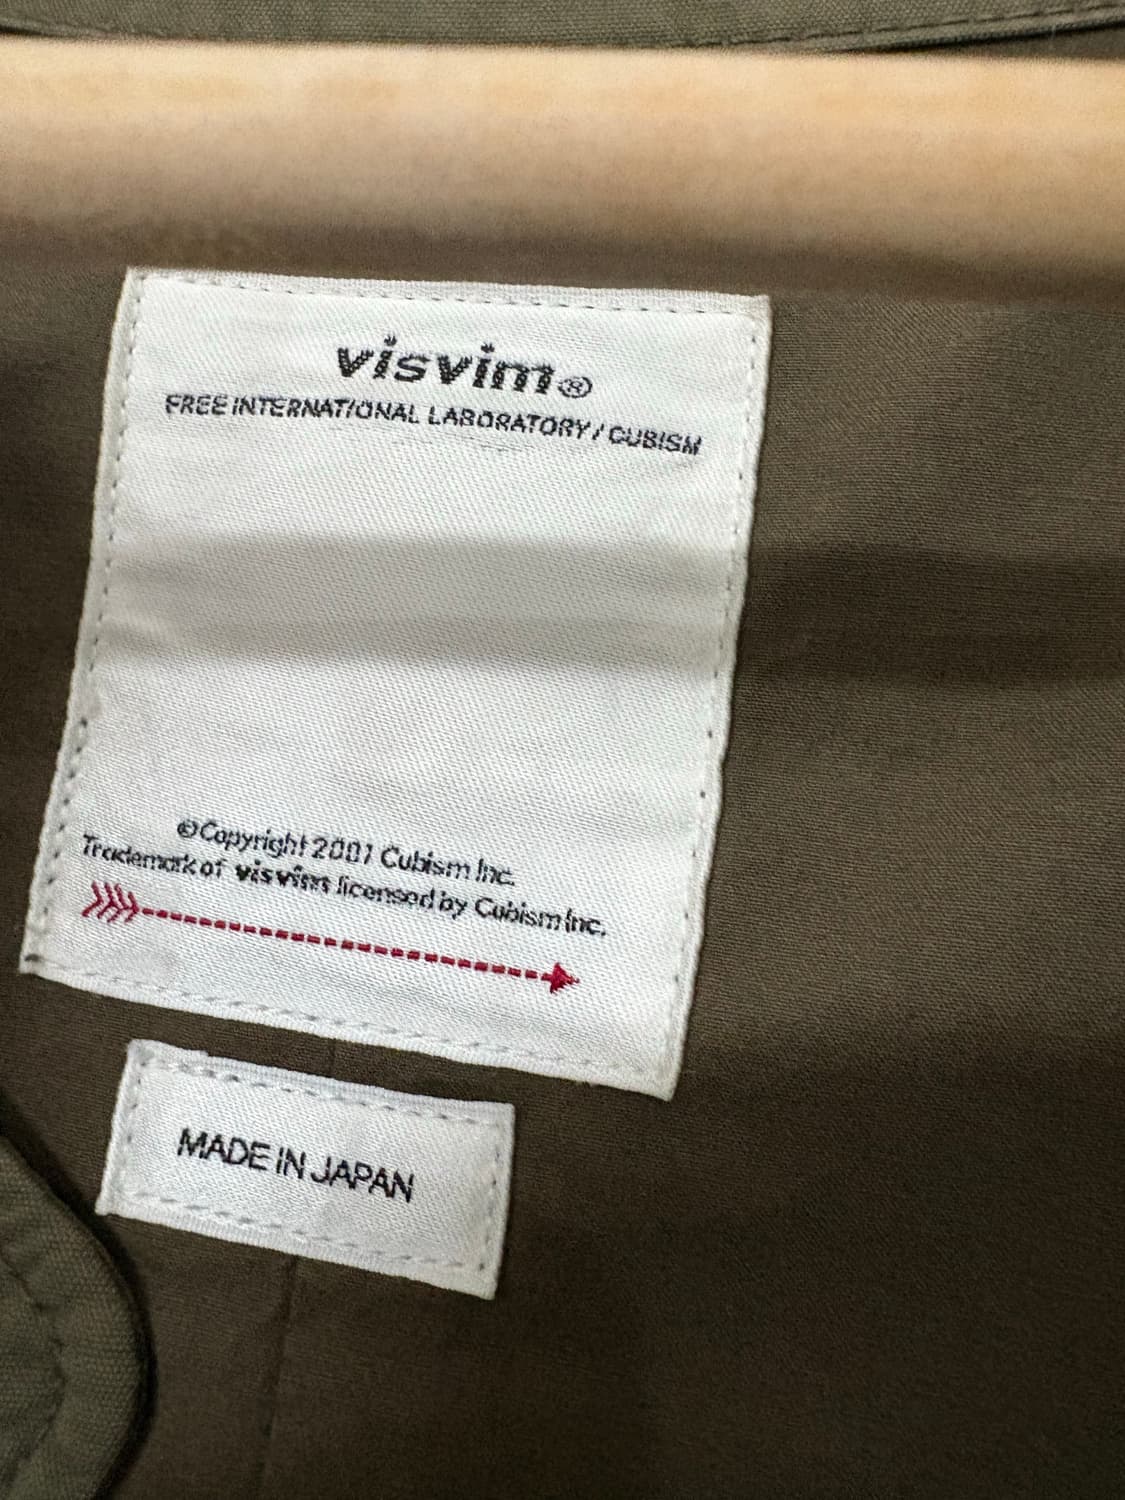 visvim®
FREE INTERNATIONAL LABORATORY / CUBISM
©Copyright 2001 Cubism Inc.
Trademark of visvim licensed by Cubism Inc.
MADE IN JAPAN